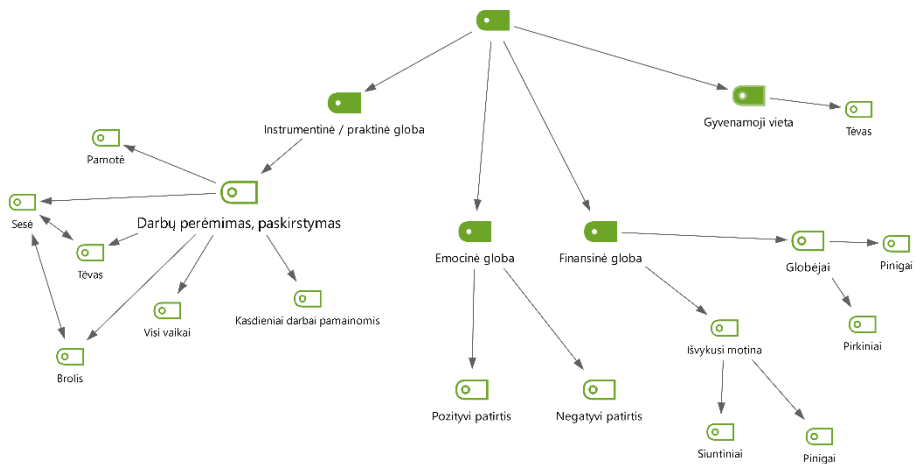 Instrumentinė / praktinė globa
Gyvenamoji vieta
Tėvas
Pamotė
Sesė
Darbų perėmimas, paskirstymas
Tėvas
Emocinė globa
Finansinė globa
Globėjai
Pinigai
Visi vaikai
Kasdieniai darbai pamainomis
Pirkiniai
Išvykusi motina
Brolis
Pozityvi patirtis
Negatyvi patirtis
Siuntiniai
Pinigai